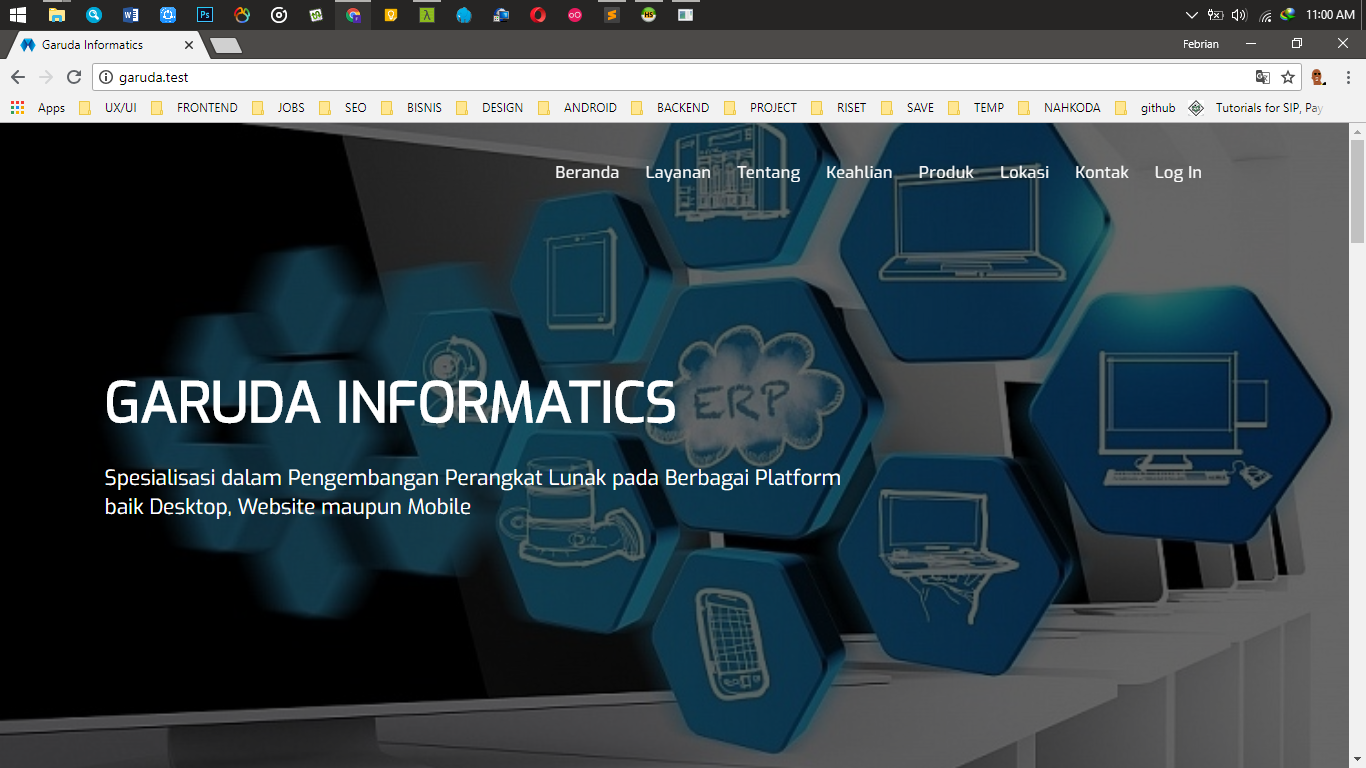 11:00 AM
Garuda Informatics
Febrian
garuda.test
Apps UX/UI FRONTEND JOBS SEO BISNIS DESIGN ANDROID BACKEND PROJECT RISET SAVE TEMP NAHKODA github Tutorials for SIP, Pay
Beranda Layanan Tentang Keahlian Produk Lokasi Kontak Log In
ERP
GARUDA INFORMATICS
Spesialisasi dalam Pengembangan Perangkat Lunak pada Berbagai Platform
baik Desktop, Website maupun Mobile